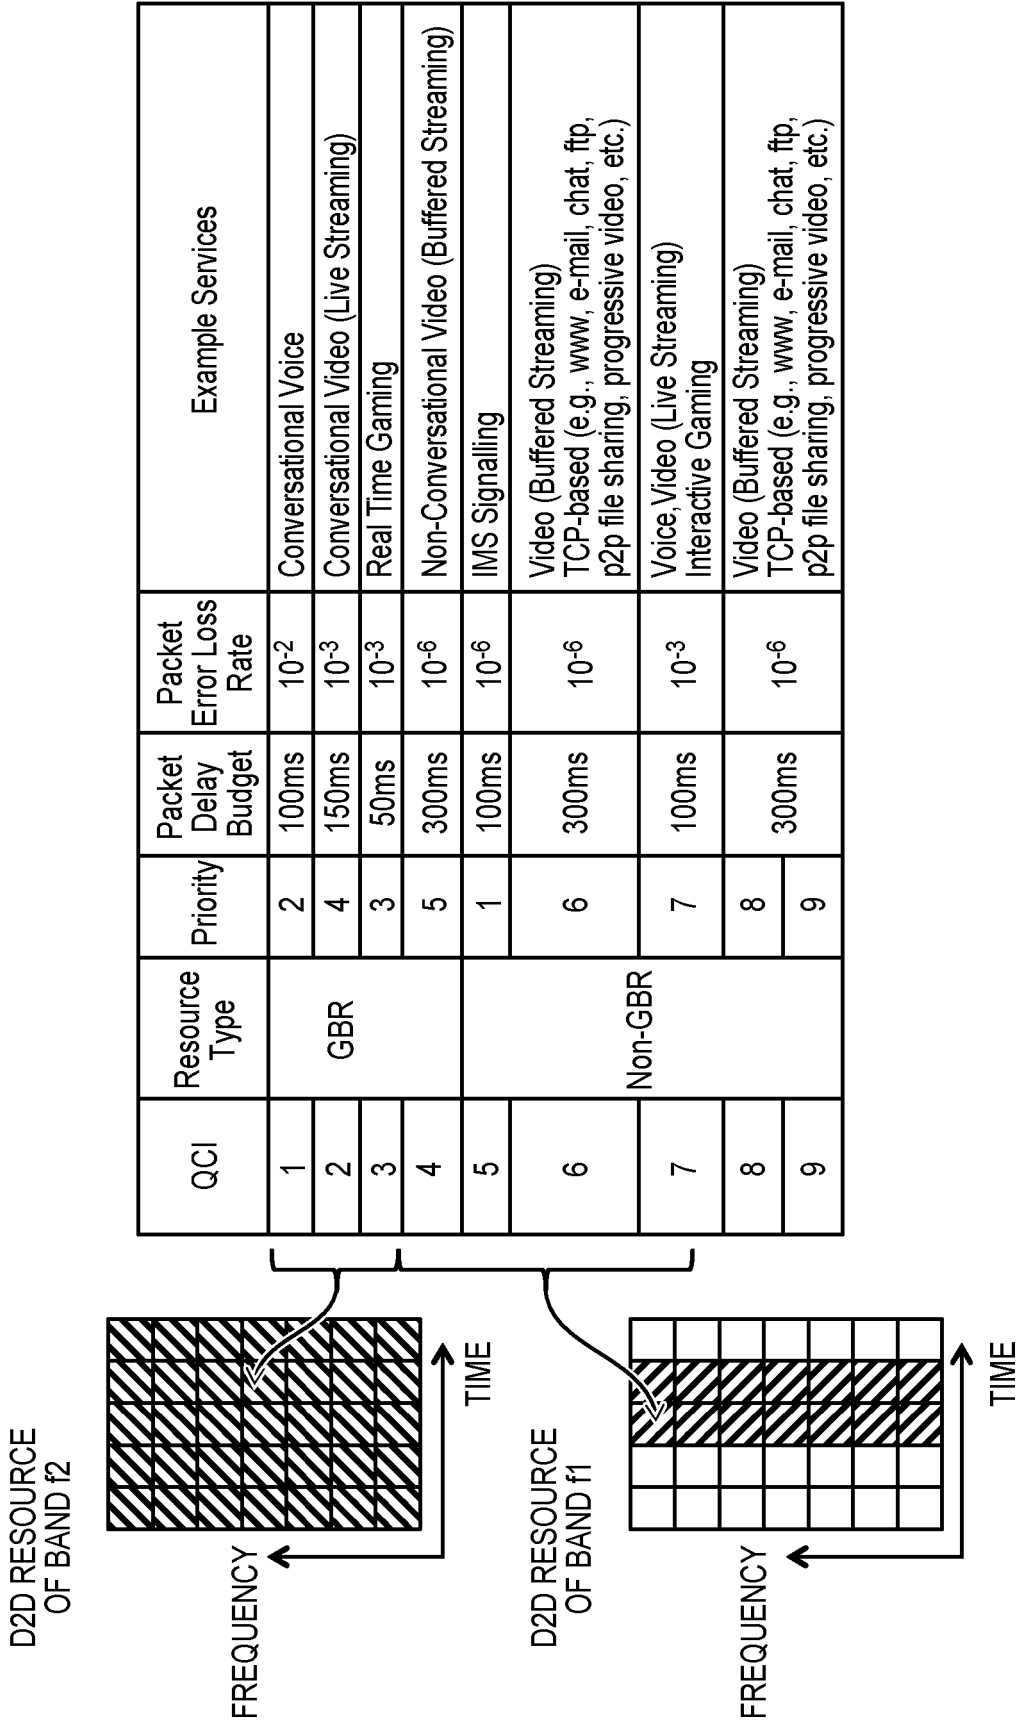 D2D RESOURCE
OF BAND f2
FREQUENCY
TIME
D2D RESOURCE
OF BAND f1
FREQUENCY
TIME
QCI
Resource
Type
Priority
Packet
Delay
Budget
Packet
Error Loss
Rate
Example Services
1
GBR
2
100ms
10-2
Conversational Voice
2
4
150ms
10-3
Conversational Video (Live Streaming)
3
3
50ms
10-3
Real Time Gaming
4
5
300ms
10-6
Non-Conversational Video (Buffered Streaming)
5
Non-GBR
1
100ms
10-6
IMS Signalling
6
6
300ms
10-6
Video (Buffered Streaming)
TCP-based (e.g., www, e-mail, chat, ftp,
p2p file sharing, progressive video, etc.)
7
7
100ms
10-3
Voice,Video (Live Streaming)
Interactive Gaming
8
8
300ms
10-6
Video (Buffered Streaming)
TCP-based (e.g., www, e-mail, chat, ftp,
p2p file sharing, progressive video, etc.)
9
9